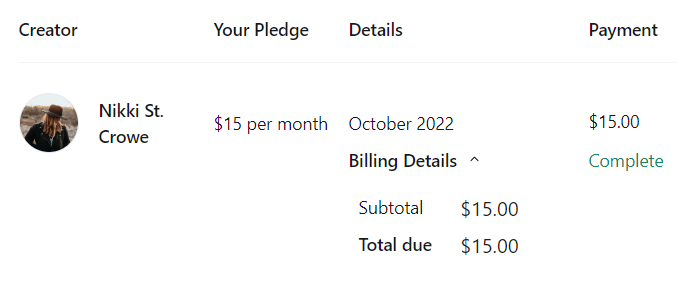 Creator Your Pledge Details Payment
Nikki St. Crowe
$15 per month
October 2022
$15.00
Billing Details
Complete
Subtotal $15.00
Total due $15.00